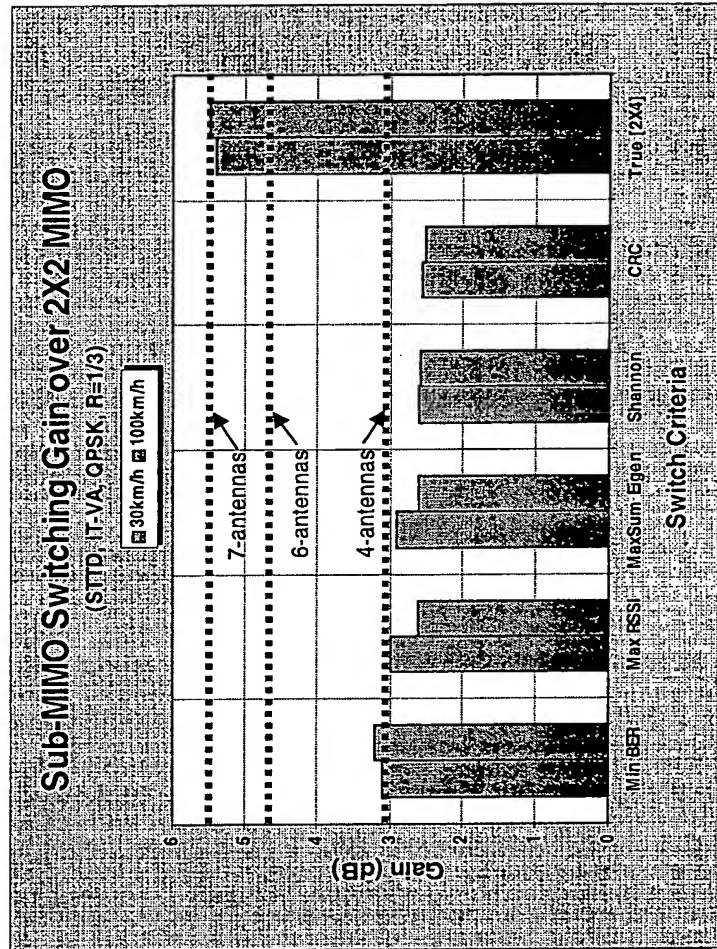 Sub-MIMO Switching Gain over 2X2 MIMO
(STTD, IT-VA, QPSK, R=1/3)
30km/h 100km/h
6
5
4
3
2
1
0
Gain (dB)
7-antennas
6-antennas
4-antennas
Min BER
Max RSSI
MaxSum Eigen
Shannon
CRC
True [2X4]
Switch Criteria